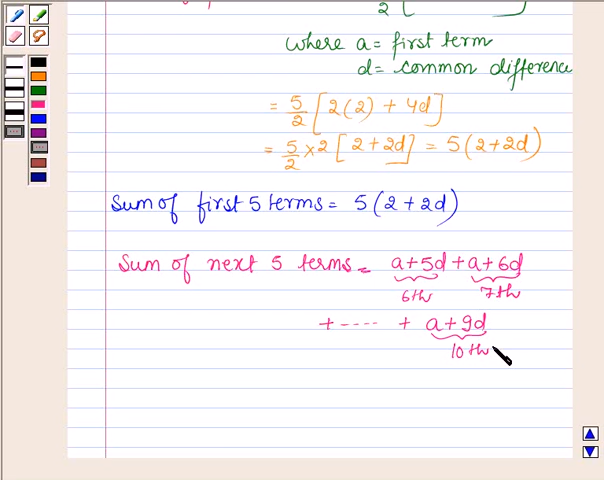 2 [
where a = first term
d = common difference
= 5/2 [ 2(2) + 4d ]
= 5/2 × 2 [ 2 + 2d ] = 5(2+2d)
Sum of first 5 terms = 5(2+2d)
Sum of next 5 terms = a+5d + a+6d
6th 7th
+ ---- + a+9d
10th